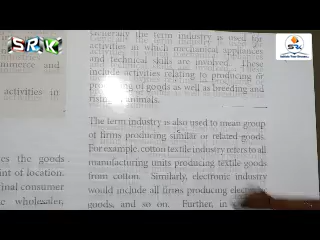 SRK
SRK
Generally the term industry is used for
activities in which mechanical appliances
and technical skills are involved. These
include activities relating to producing or
processing of goods as well as breeding and
animals.
mmerce and
activities in
The term industry is also used to mean group
of firms producing similar or related goods.
For example, cotton textile industry refers to all
manufacturing units producing textile goods
from cotton. Similarly, electronic industry
would include all firms producing
goods, and so on. Further, in
es the goods
int of location.
inal consumer
wholesaler,